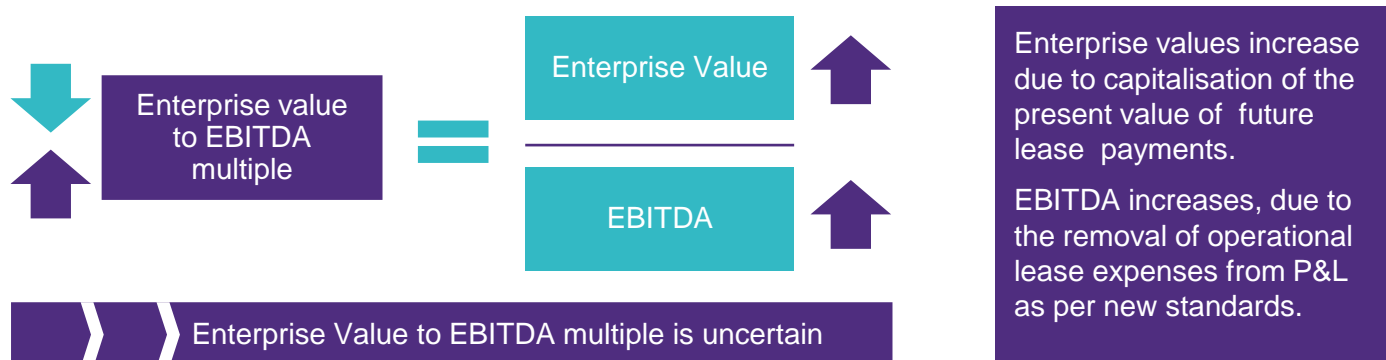 Enterprise value
to EBITDA
multiple
Enterprise Value
EBITDA
Enterprise Value to EBITDA multiple is uncertain
Enterprise values increase
due to capitalisation of the
present value of future
lease payments.
EBITDA increases, due to
the removal of operational
lease expenses from P&L
as per new standards.